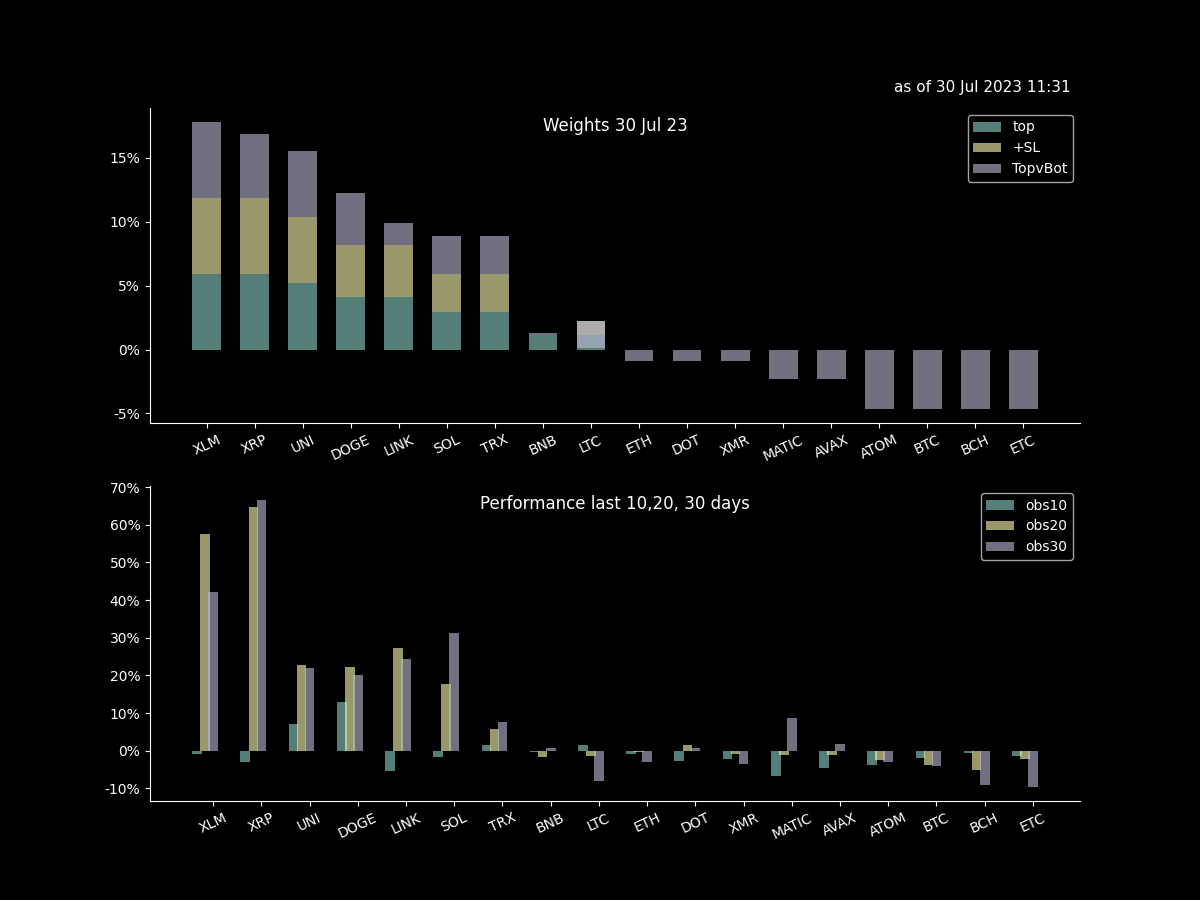 as of 30 Jul 2023 11:31
Weights 30 Jul 23
top
+SL
TopvBot
15%
10%
5%
0%
-5%
XLM XRP UNI DOGE LINK SOL TRX BNB LTC ETH DOT XMR MATIC AVAX ATOM BTC BCH ETC
Performance last 10,20, 30 days
obs10
obs20
obs30
70%
60%
50%
40%
30%
20%
10%
0%
-10%
XLM XRP UNI DOGE LINK SOL TRX BNB LTC ETH DOT XMR MATIC AVAX ATOM BTC BCH ETC